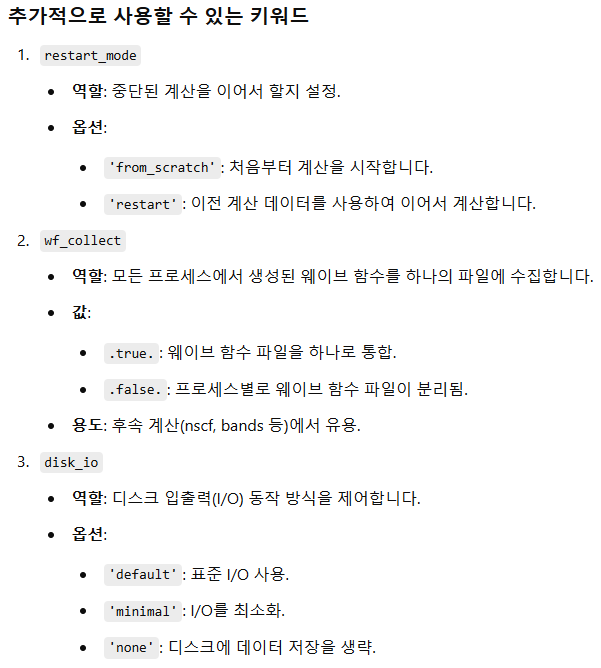 추가적으로 사용할 수 있는 키워드
1. restart_mode
• 역할: 중단된 계산을 이어서 할지 설정.
• 옵션:
• 'from_scratch': 처음부터 계산을 시작합니다.
• 'restart': 이전 계산 데이터를 사용하여 이어서 계산합니다.
2. wf_collect
• 역할: 모든 프로세스에서 생성된 웨이브 함수를 하나의 파일에 수집합니다.
• 값:
• .true.: 웨이브 함수 파일을 하나로 통합.
• .false.: 프로세스별로 웨이브 함수 파일이 분리됨.
• 용도: 후속 계산(nscf, bands 등)에서 유용.
3. disk_io
• 역할: 디스크 입출력(I/O) 동작 방식을 제어합니다.
• 옵션:
• 'default': 표준 I/O 사용.
• 'minimal': I/O를 최소화.
• 'none': 디스크에 데이터 저장을 생략.